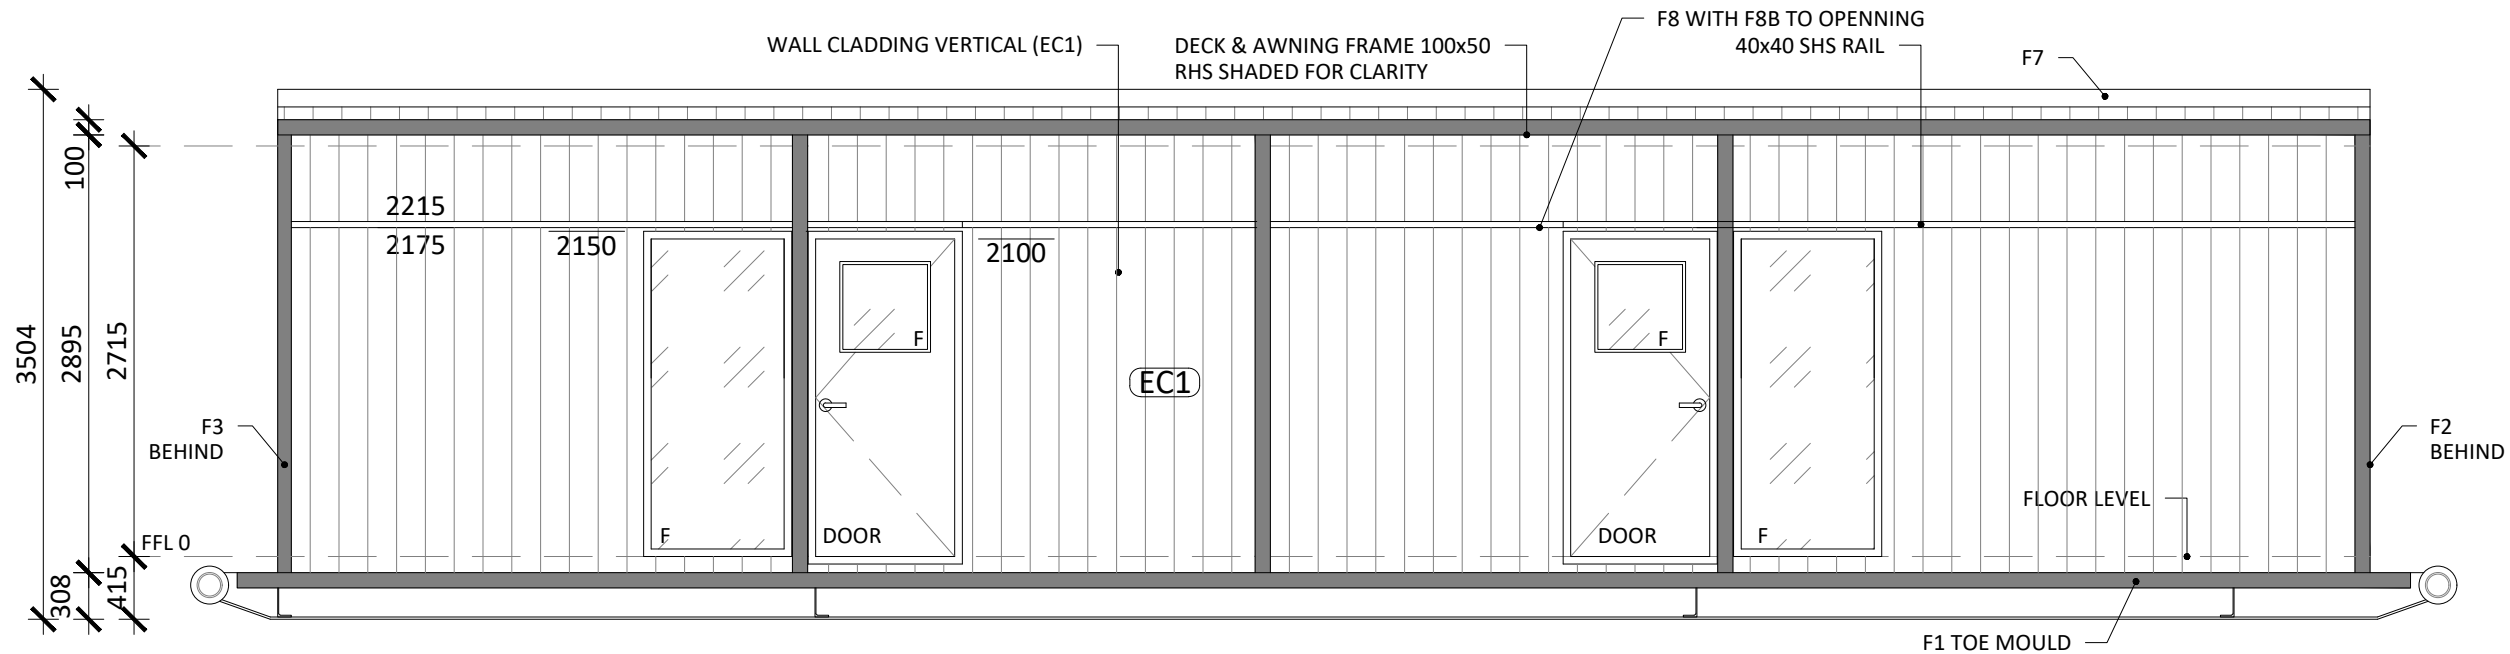 F8 WITH F8B TO OPENNING
WALL CLADDING VERTICAL (EC1)
DECK & AWNING FRAME 100x50
RHS SHADED FOR CLARITY
40x40 SHS RAIL
F7
100
2215
2175
2150
2100
3504
2895
2715
F
F
EC1
F3
BEHIND
F2
BEHIND
FLOOR LEVEL
F
DOOR
DOOR
F
FFL 0
308
415
F1 TOE MOULD